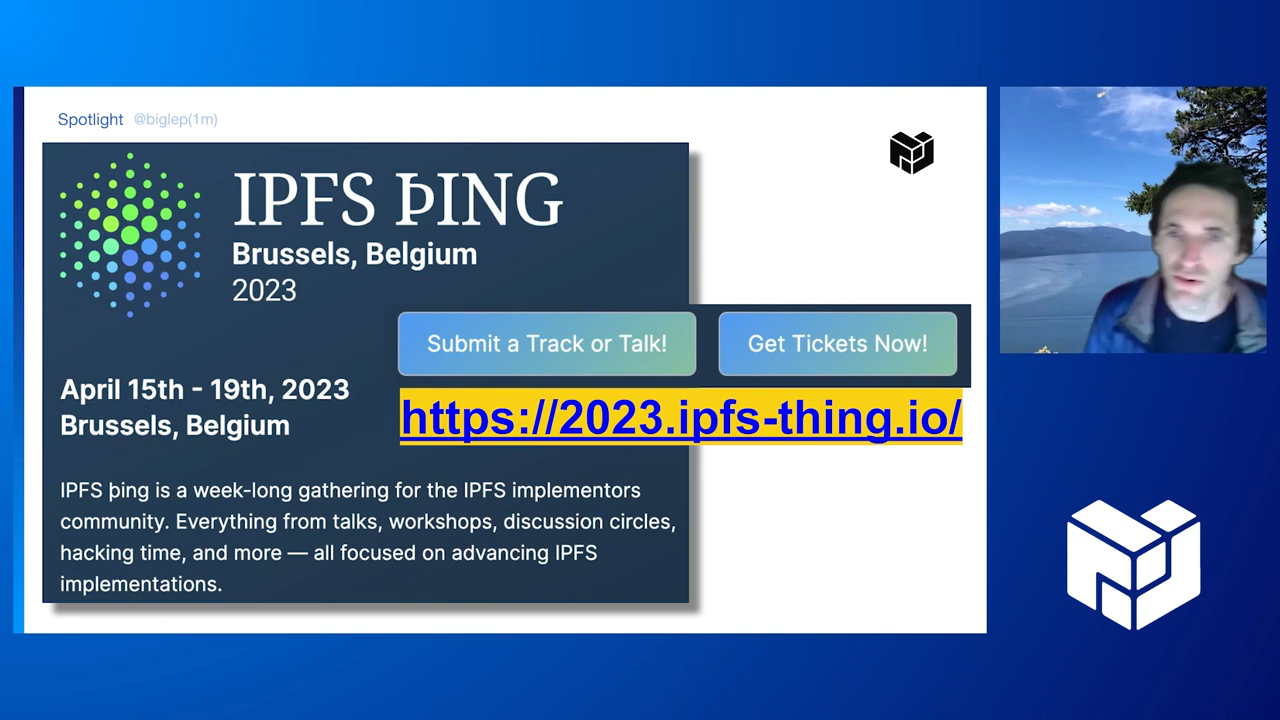 Spotlight @biglep(1m)
IPFS ÞING
Brussels, Belgium
2023
Submit a Track or Talk!
Get Tickets Now!
April 15th - 19th, 2023
Brussels, Belgium
https://2023.ipfs-thing.io/
IPFS þing is a week-long gathering for the IPFS implementors
community. Everything from talks, workshops, discussion circles,
hacking time, and more — all focused on advancing IPFS
implementations.